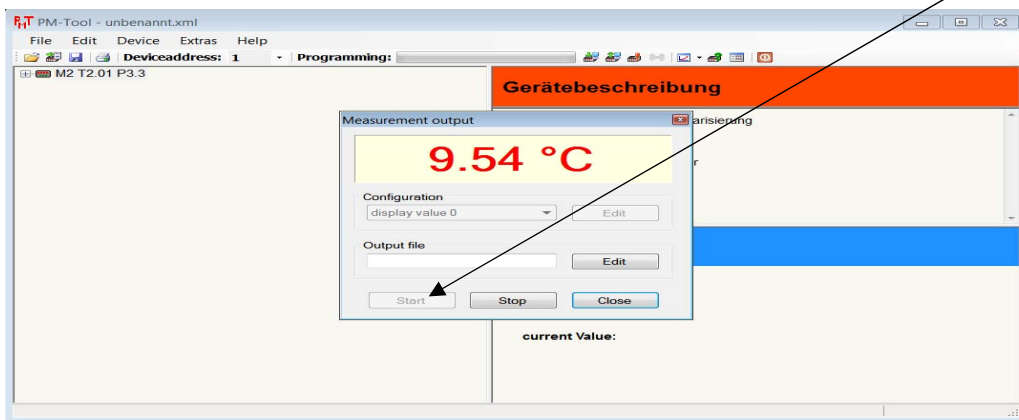 PM-Tool - unbenannt.xml
File Edit Device Extras Help
Deviceaddress: 1 Programming:
M2 T2.01 P3.3
Gerätebeschreibung
arisierung
r
Measurement output
9.54 °C
Configuration
display value 0 Edit
Output file
Edit
Start Stop Close
current Value: